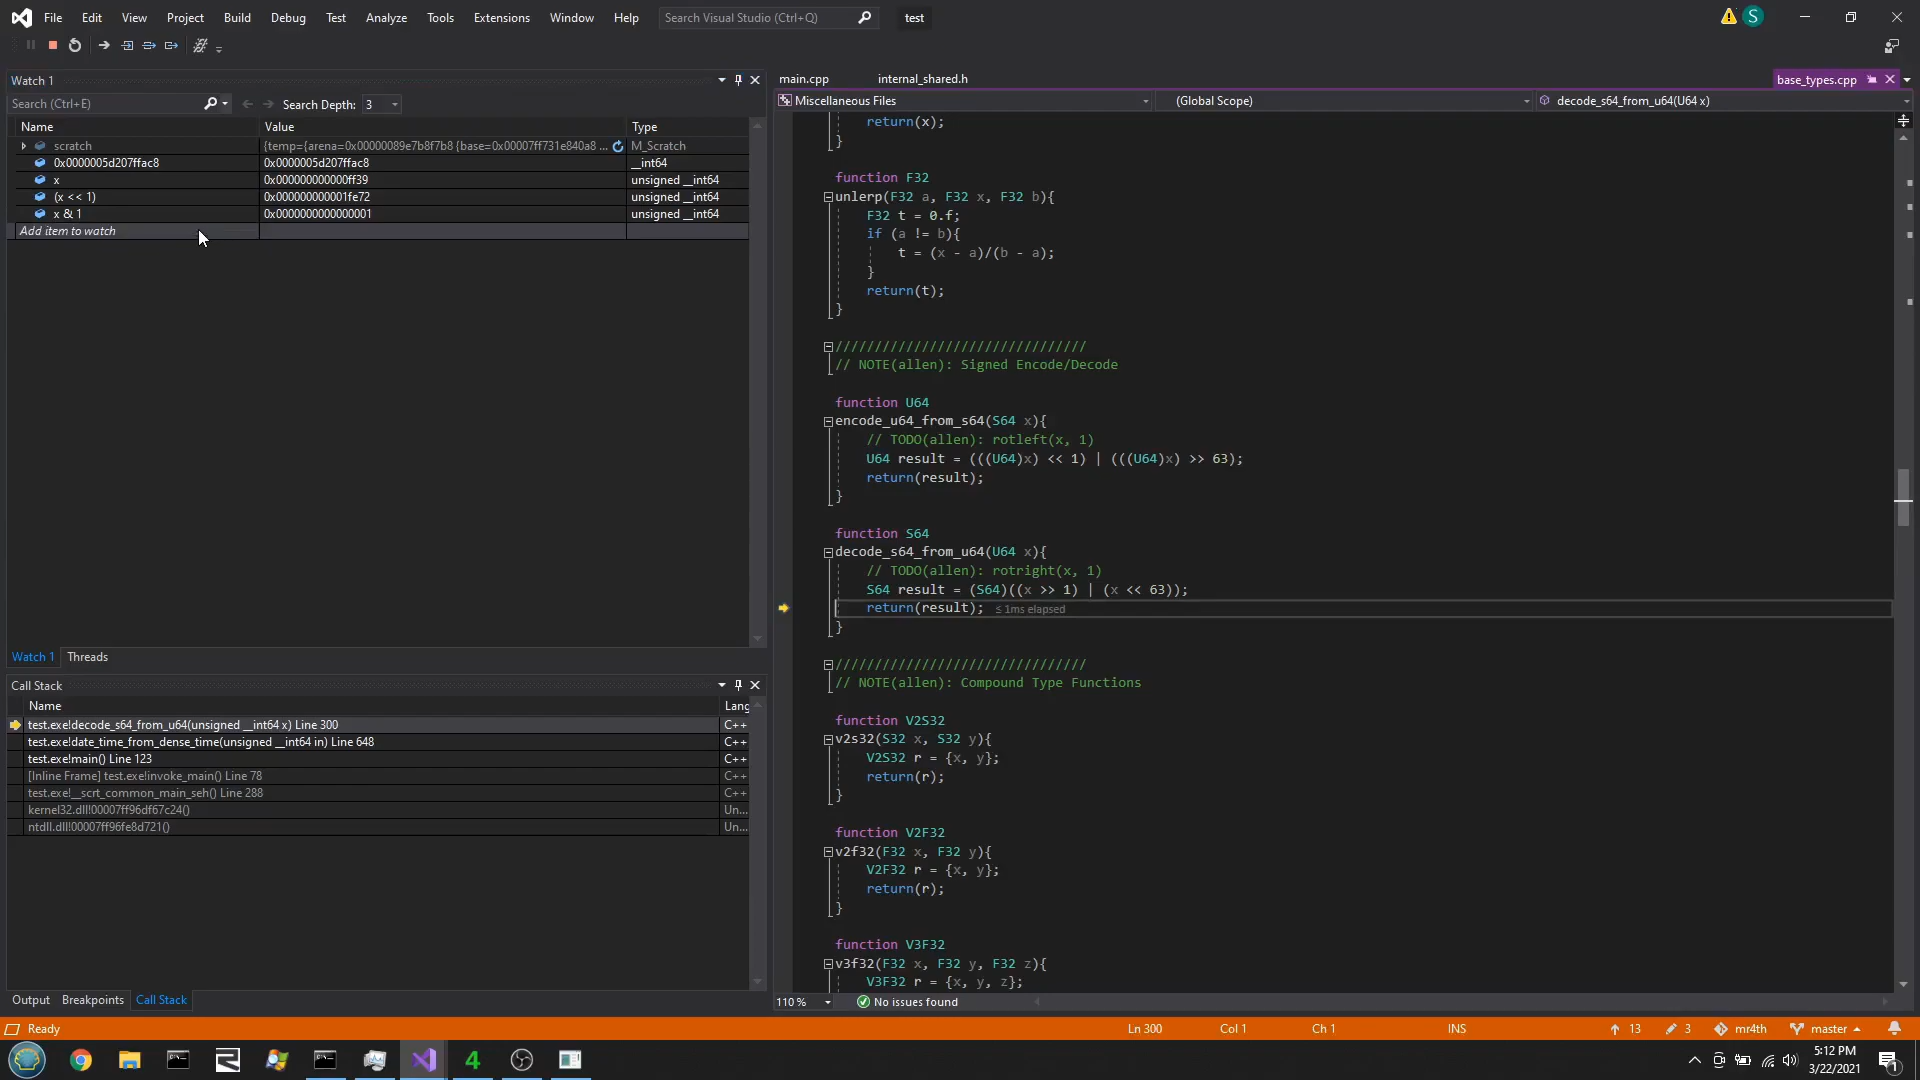 File Edit View Project Build Debug Test Analyze Tools Extensions Window Help Search Visual Studio (Ctrl+Q) test S
Watch 1
Search (Ctrl+E) Search Depth: 3
Name Value Type
scratch {temp={arena=0x00000089e7b8f7b8 {base=0x00007ff731e840a8 ... M_Scratch
0x0000005d207ffac8 0x0000005d207ffac8 __int64
x 0x000000000000ff39 unsigned __int64
(x << 1) 0x000000000001fe72 unsigned __int64
x & 1 0x0000000000000001 unsigned __int64
Add item to watch
Watch 1 Threads
Call Stack
Name Lang
test.exe!decode_s64_from_u64(unsigned __int64 x) Line 300 C++
test.exe!date_time_from_dense_time(unsigned __int64 in) Line 648 C++
test.exe!main() Line 123 C++
[Inline Frame] test.exe!invoke_main() Line 78 C++
test.exe!__scrt_common_main_seh() Line 288 C++
kernel32.dll!00007ff96df67c24() Un...
ntdll.dll!00007ff96fe8d721() Un...
Output Breakpoints Call Stack
main.cpp internal_shared.h base_types.cpp
Miscellaneous Files (Global Scope) decode_s64_from_u64(U64 x)
return(x);
}
function F32
unlerp(F32 a, F32 x, F32 b){
F32 t = 0.f;
if (a != b){
t = (x - a)/(b - a);
}
return(t);
}
////////////////////////////////
// NOTE(allen): Signed Encode/Decode
function U64
encode_u64_from_s64(S64 x){
// TODO(allen): rotleft(x, 1)
U64 result = (((U64)x) << 1) | (((U64)x) >> 63);
return(result);
}
function S64
decode_s64_from_u64(U64 x){
// TODO(allen): rotright(x, 1)
S64 result = (S64)((x >> 1) | (x << 63));
return(result); ≤ 1ms elapsed
}
////////////////////////////////
// NOTE(allen): Compound Type Functions
function V2S32
v2s32(S32 x, S32 y){
V2S32 r = {x, y};
return(r);
}
function V2F32
v2f32(F32 x, F32 y){
V2F32 r = {x, y};
return(r);
}
function V3F32
v3f32(F32 x, F32 y, F32 z){
V3F32 r = {x, y, z};
110 % No issues found
Ready Ln 300 Col 1 Ch 1 INS 13 3 mr4th master
4 5:12 PM
3/22/2021
1